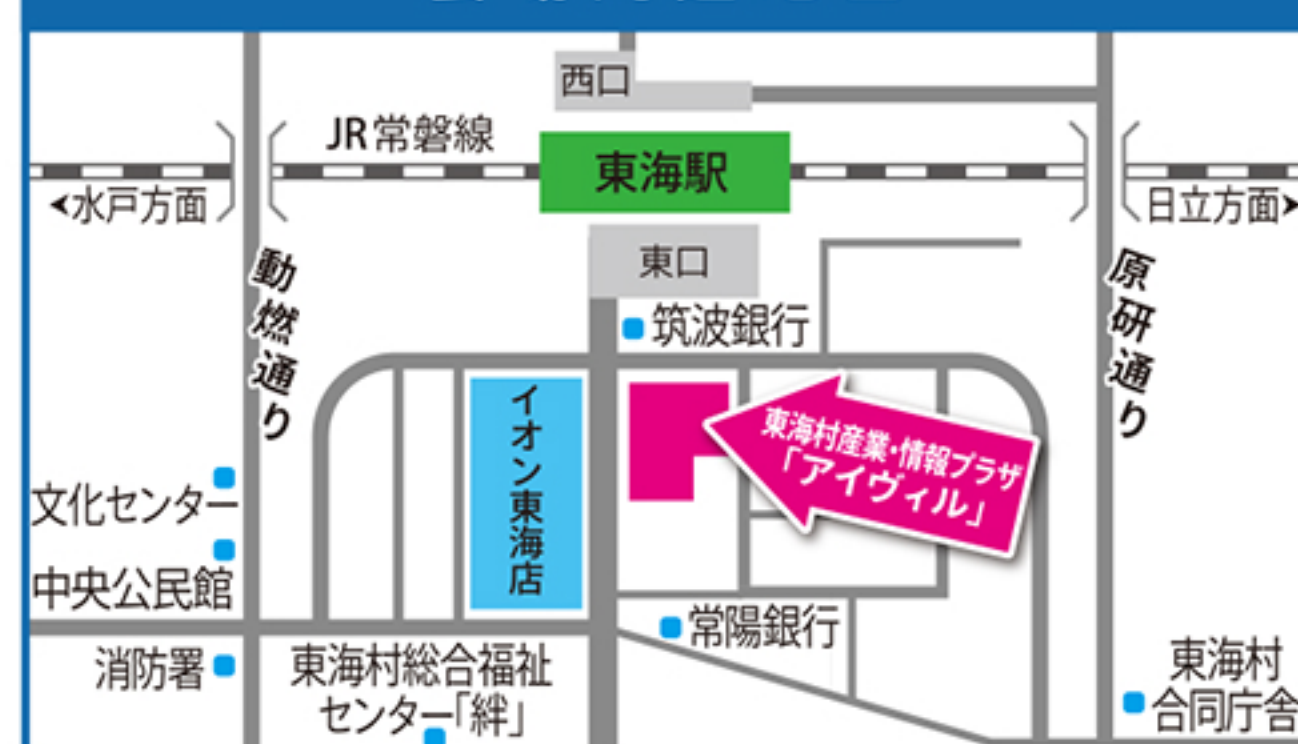 西口
JR常磐線
東海駅
<水戸方面
日立方面>
東口
動燃通り
原研通り
筑波銀行
イオン東海店
東海村産業・情報プラザ
「アイヴィル」
文化センター
中央公民館
常陽銀行
消防署
東海村総合福祉
センター「絆」
東海村
合同庁舎